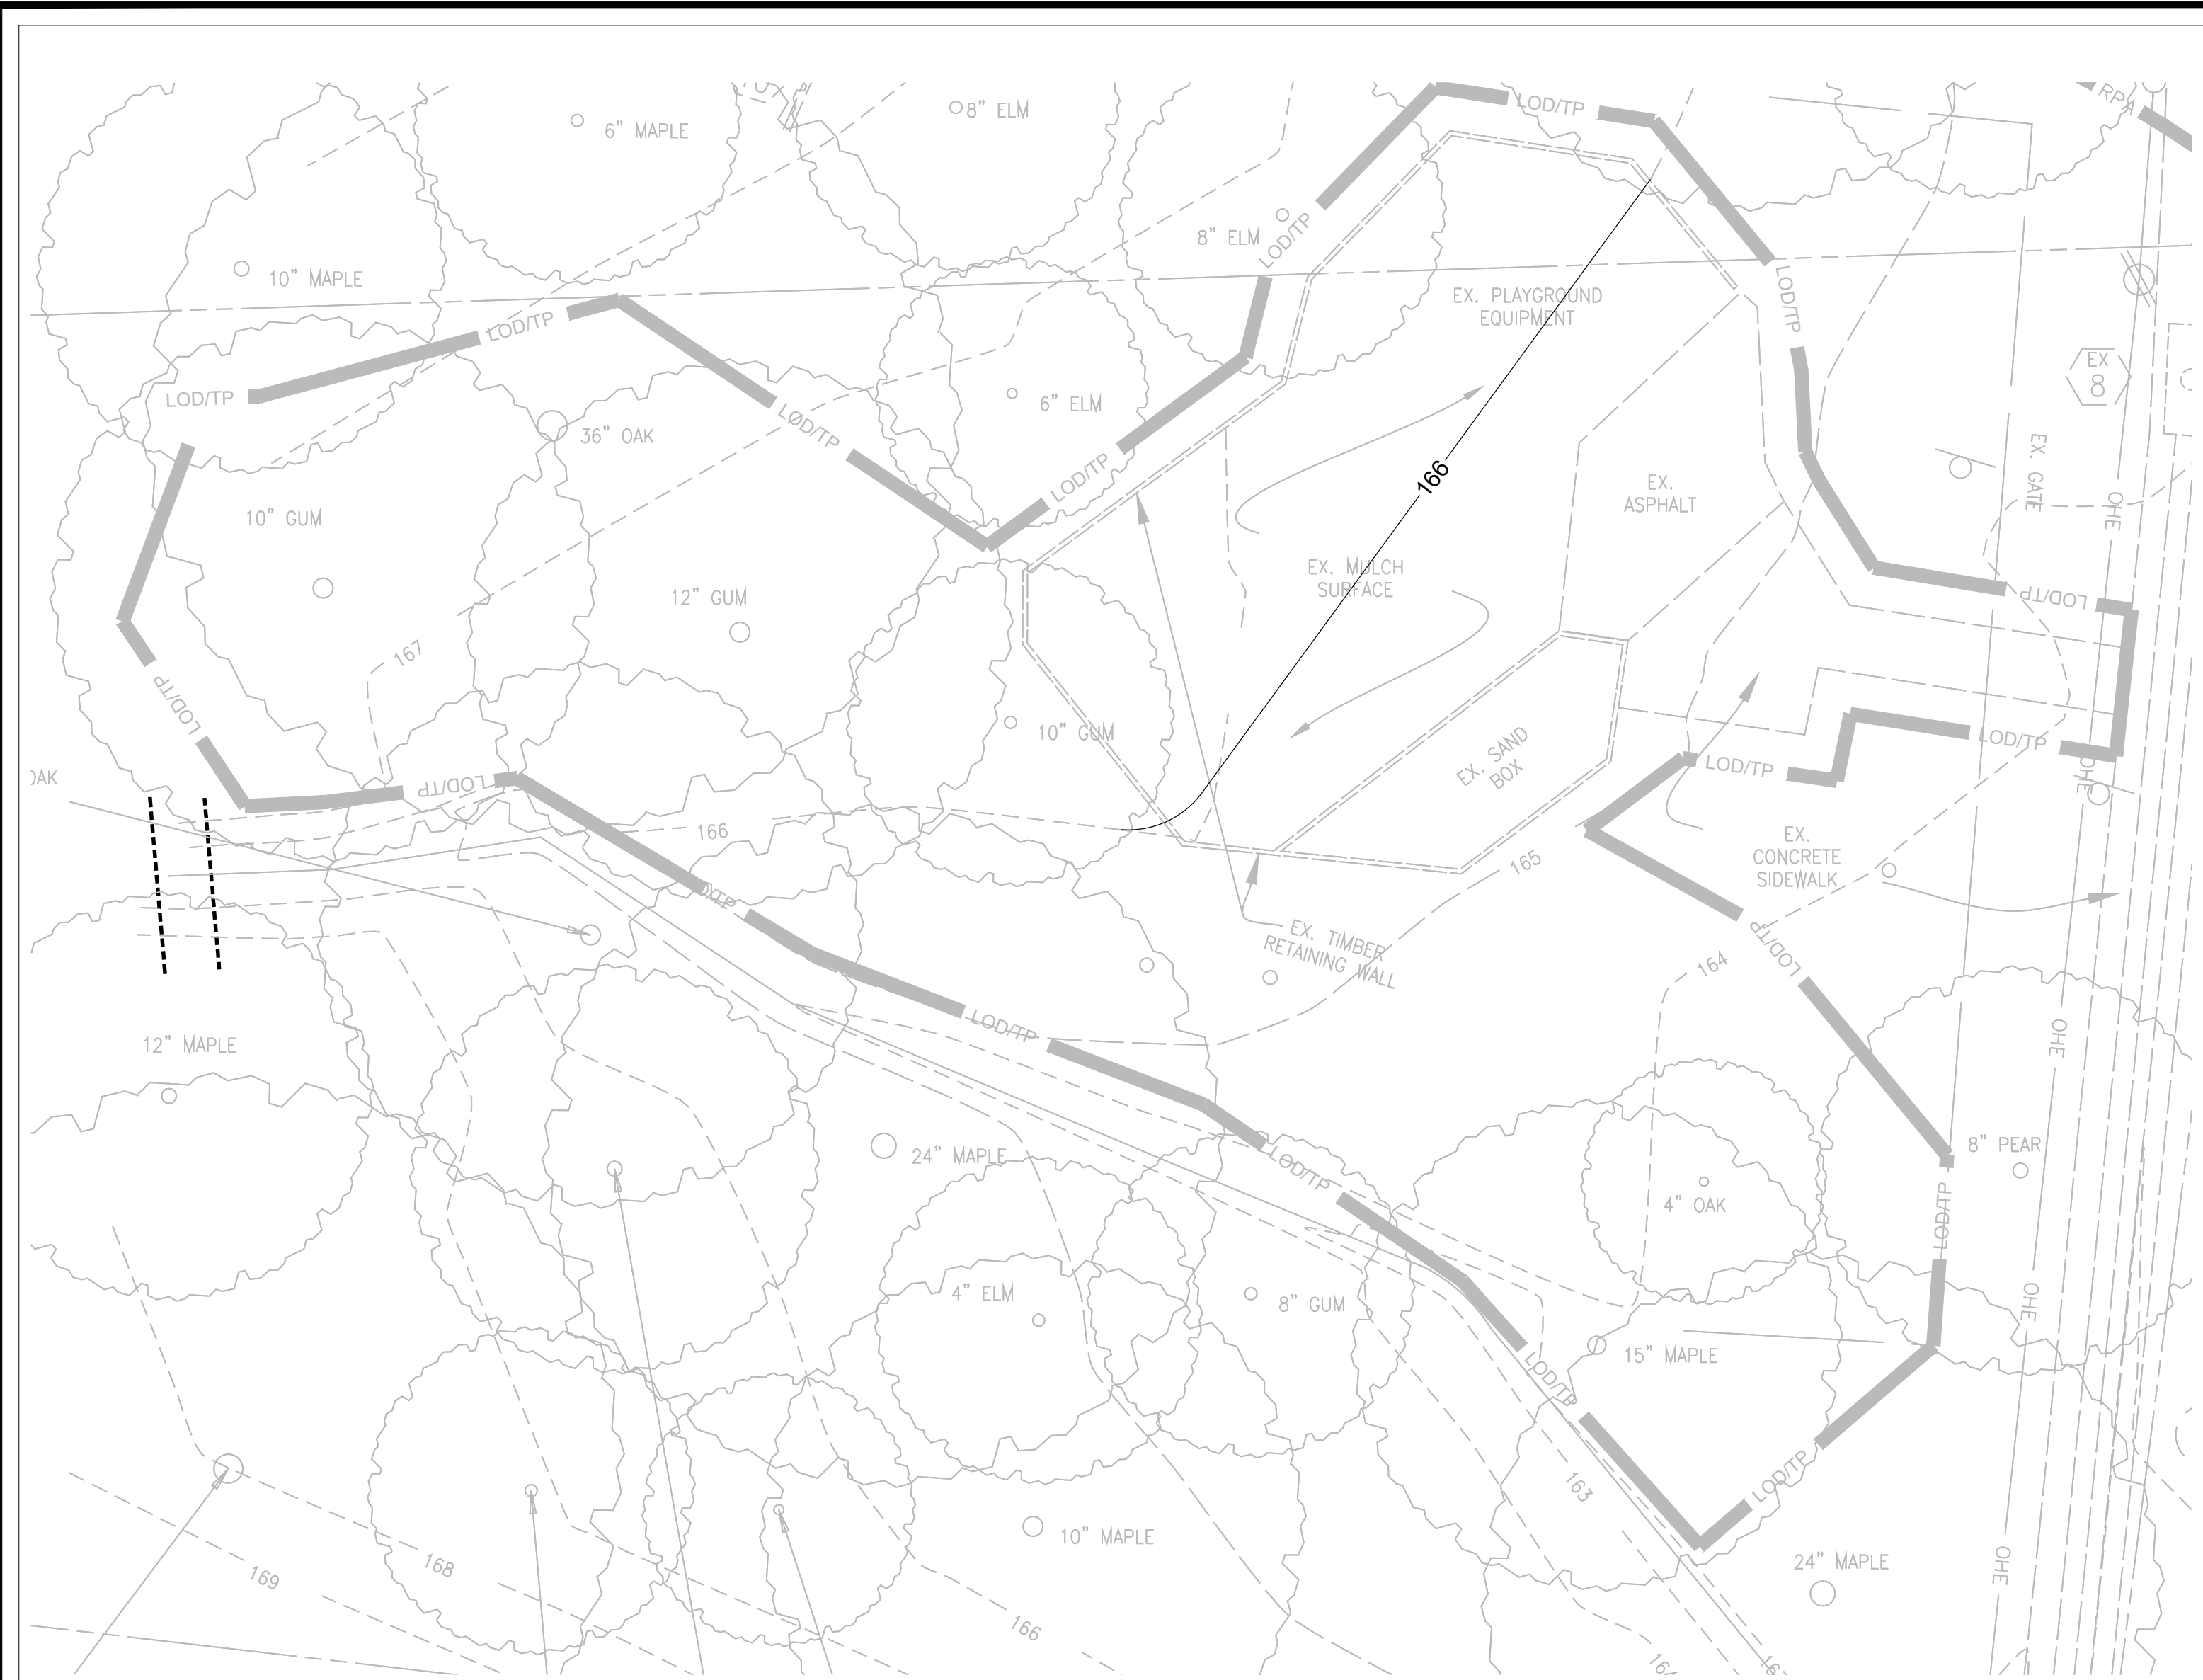 LOD/TP
RPA
8" ELM
6" MAPLE
8" ELM
LOD/TP
10" MAPLE
LOD/TP
EX. PLAYGROUND
EQUIPMENT
LOD/TP
EX
8
LOD/TP
6" ELM
LOD/TP
36" OAK
LOD/TP
166
EX. GATE
EX.
ASPHALT
OHE
10" GUM
EX. MULCH
SURFACE
12" GUM
LOD/TP
167
LOD/TP
10" GUM
EX. SAND
BOX
LOD/TP
LOD/TP
OHE
LOD/TP
166
EX.
CONCRETE
SIDEWALK
165
EX. TIMBER
RETAINING WALL
LOD/TP
164
LOD/TP
OHE
12" MAPLE
24" MAPLE
8" PEAR
LOD/TP
4" OAK
LOD/TP
4" ELM
8" GUM
OHE
15" MAPLE
LOD/TP
LOD/TP
163
10" MAPLE
24" MAPLE
OHE
168
169
166